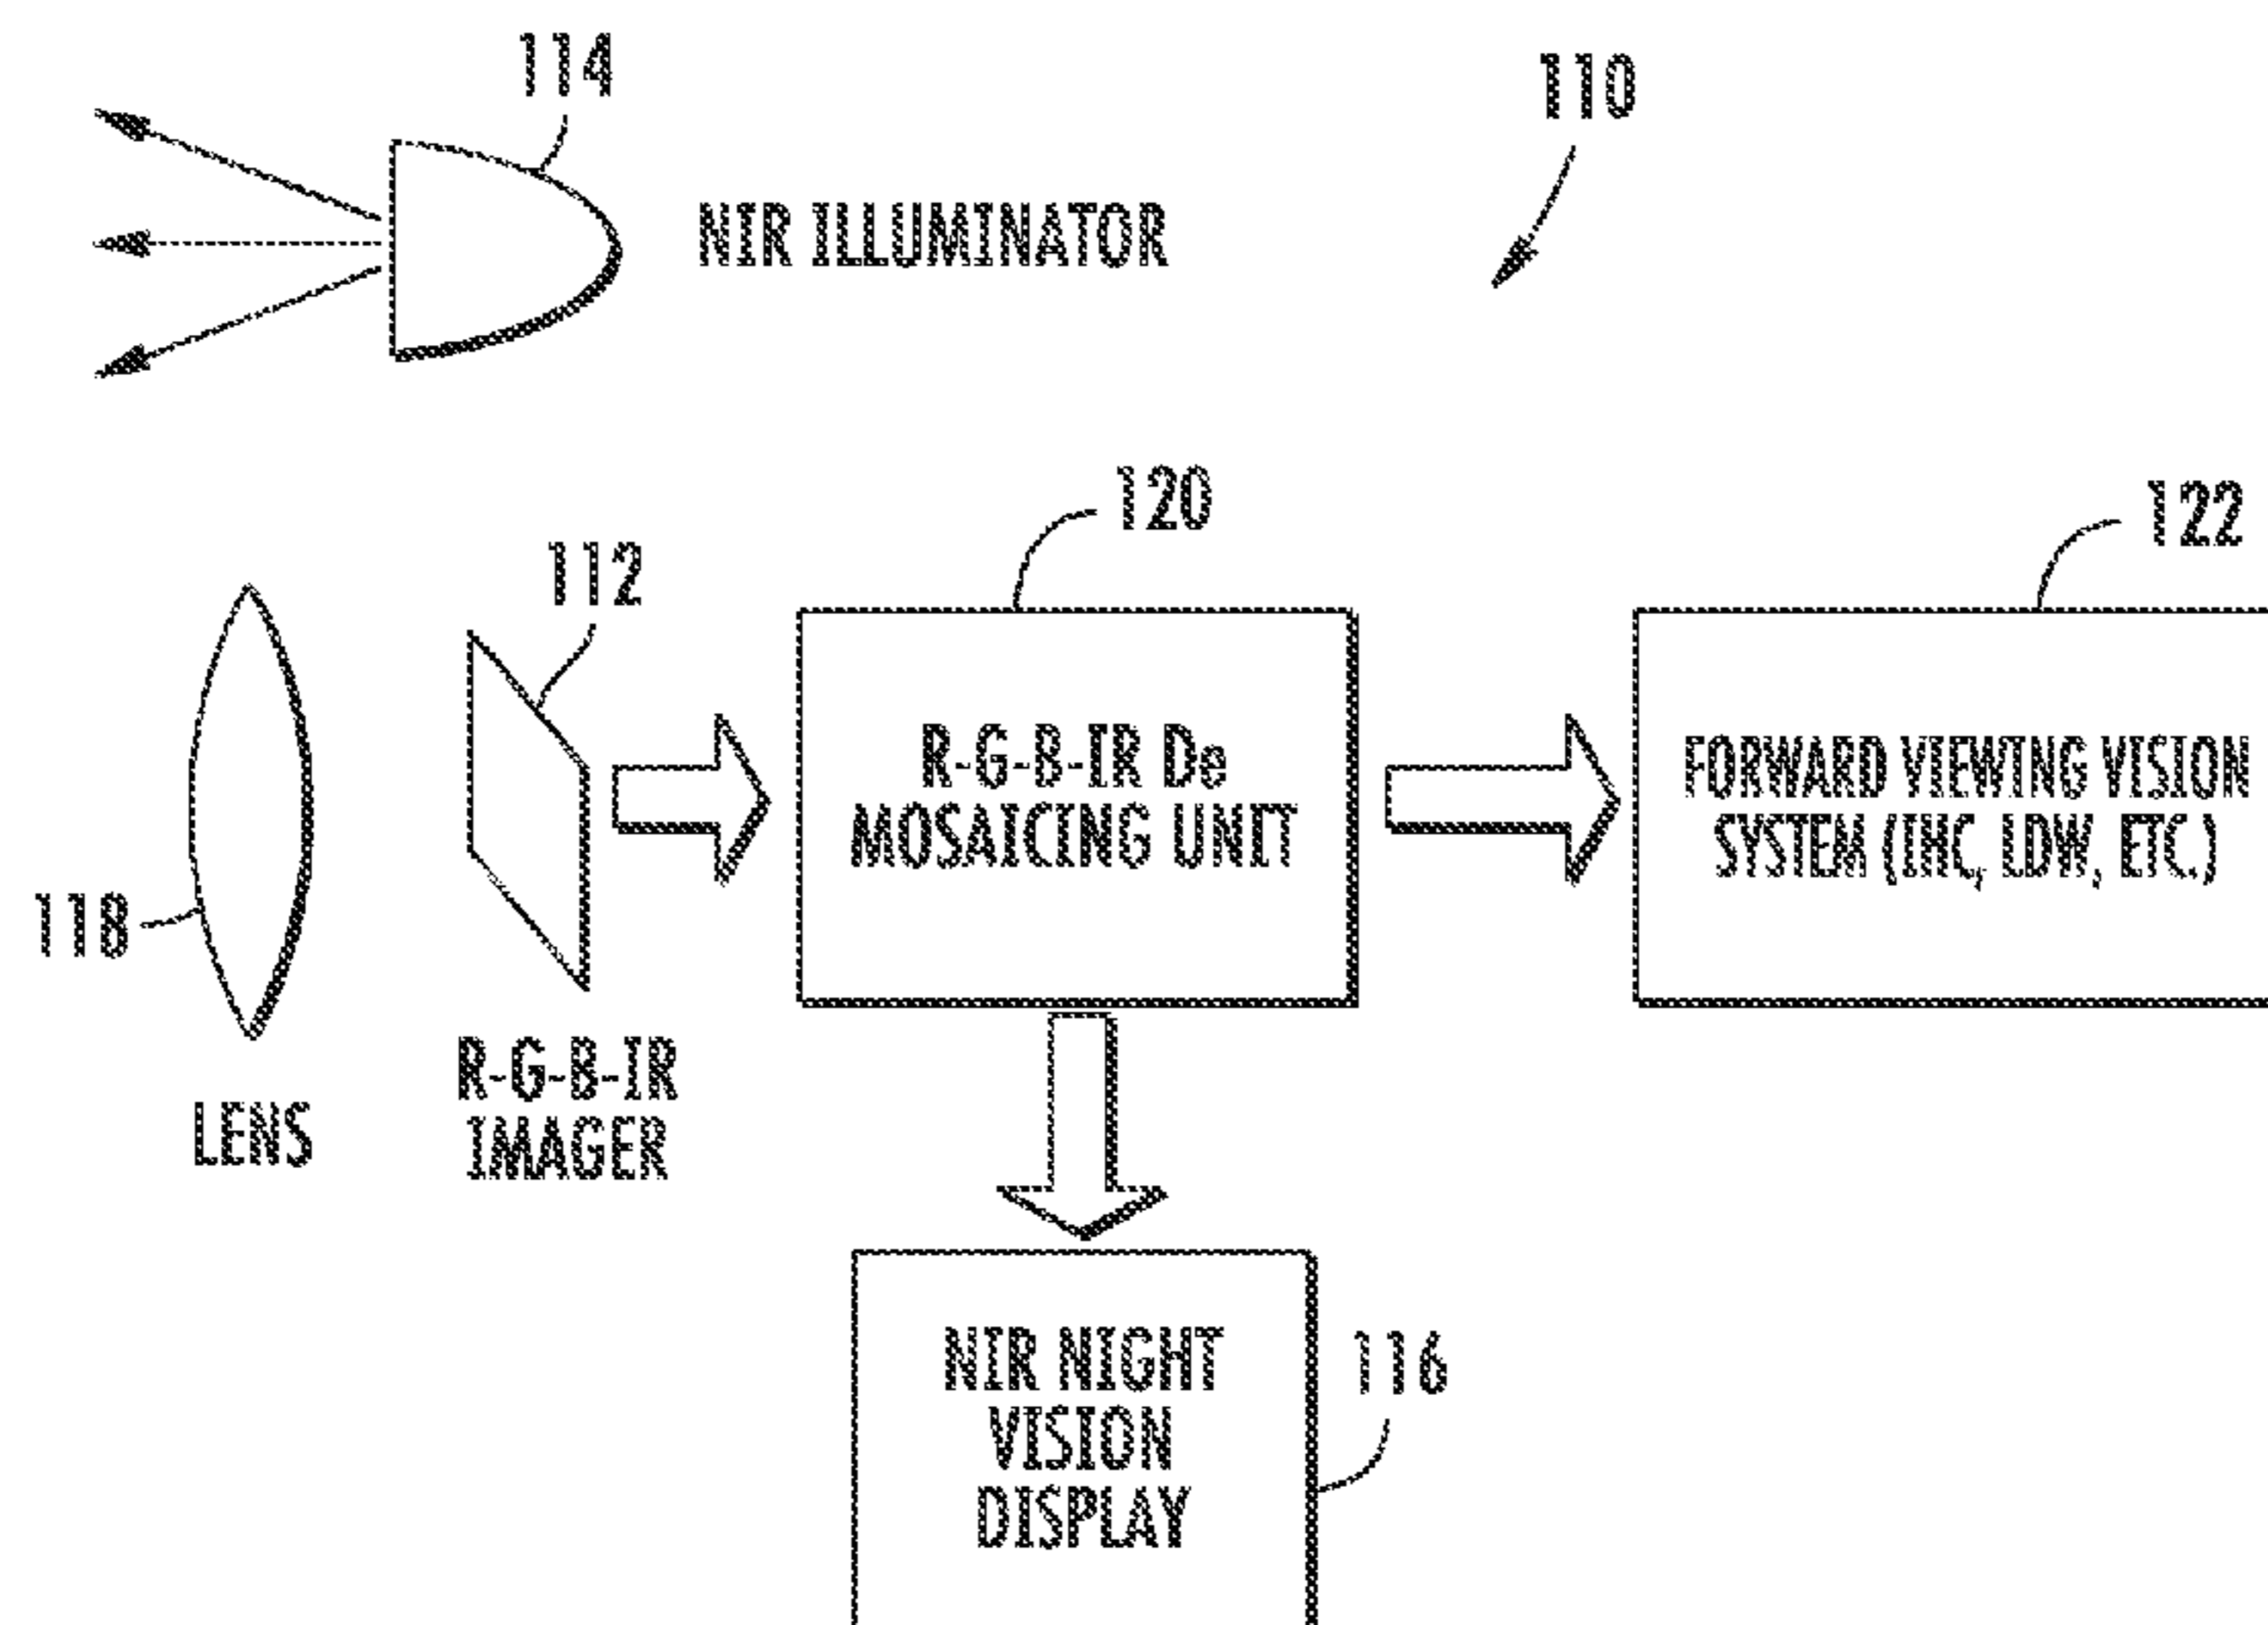 114
110
NIR ILLUMINATOR
120
122
112
R-G-B-IR De
MOSAICING UNIT
FORWARD VIEWING VISION
SYSTEM (IHC, LDW, ETC.)
118
R-G-B-IR
IMAGER
LENS
NIR NIGHT
VISION
DISPLAY
116